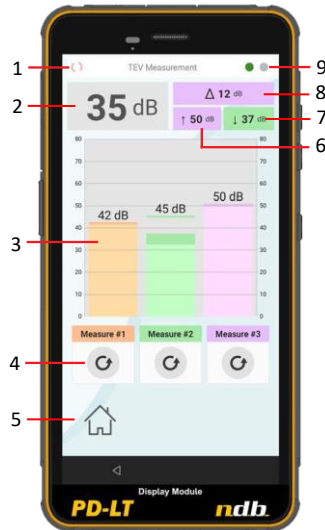 1
TEV Measurement
9
2
35 dB
Δ 12 dB
8
↑ 50 dB
↓ 37 dB
7
6
80 80
70 70
60 60
50 50
40 40
30 30
20 20
10 10
0 0
42 dB
45 dB
50 dB
3
Measure #1
Measure #2
Measure #3
4
5
Display Module
PD-LT
ndb